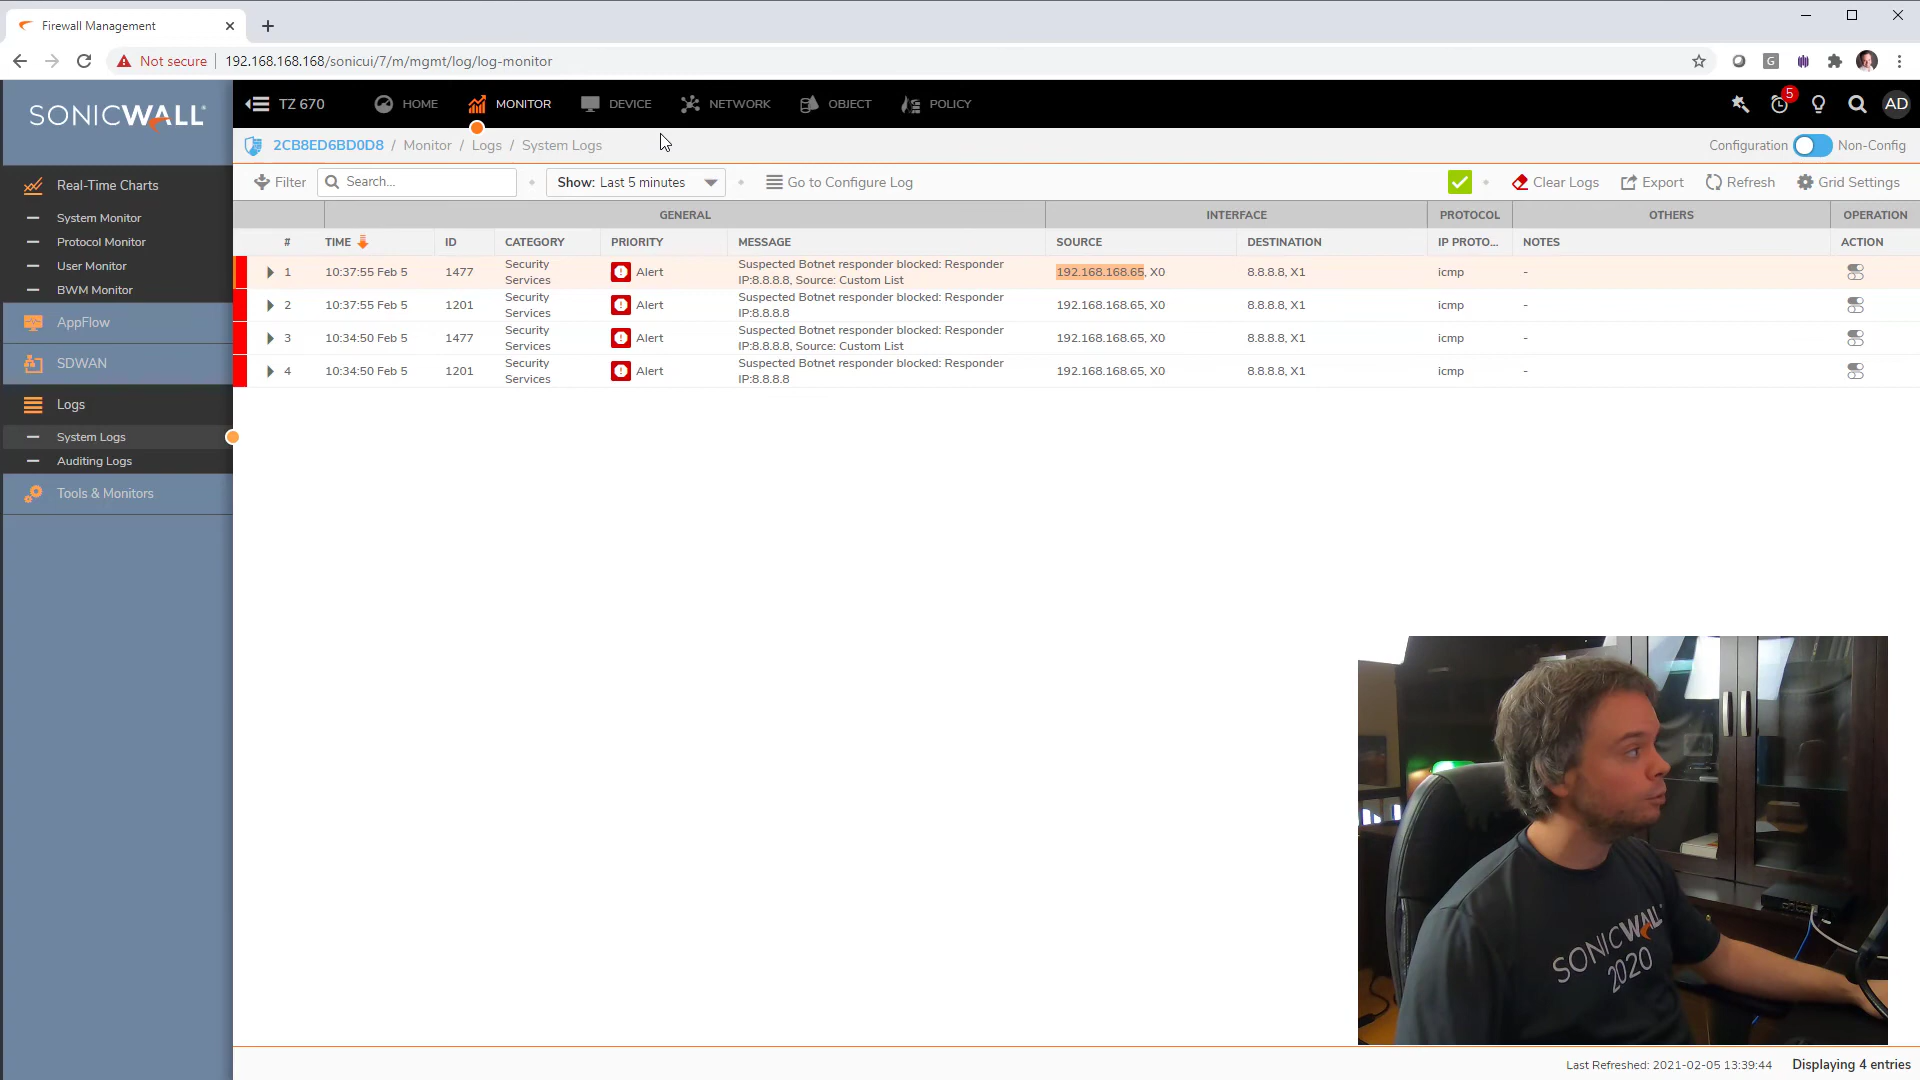 Firewall Management
Not secure
192.168.168.168/sonicui/7/m/mgmt/log/log-monitor
G
SONICWALL
TZ 670
HOME
MONITOR
DEVICE
NETWORK
OBJECT
POLICY
5
AD
2CB8ED6BD0D8 / Monitor / Logs / System Logs
Configuration
Non-Config
Filter
Search...
Show: Last 5 minutes
Go to Configure Log
Clear Logs
Export
Refresh
Grid Settings
Real-Time Charts
System Monitor
Protocol Monitor
User Monitor
BWM Monitor
AppFlow
SDWAN
Logs
System Logs
Auditing Logs
Tools & Monitors
GENERAL INTERFACE PROTOCOL OTHERS OPERATION
# TIME ID CATEGORY PRIORITY MESSAGE SOURCE DESTINATION IP PROTO... NOTES ACTION
1 10:37:55 Feb 5 1477 Security Services Alert Suspected Botnet responder blocked: Responder IP:8.8.8.8, Source: Custom List 192.168.168.65, X0 8.8.8.8, X1 icmp -
2 10:37:55 Feb 5 1201 Security Services Alert Suspected Botnet responder blocked: Responder IP:8.8.8.8 192.168.168.65, X0 8.8.8.8, X1 icmp -
3 10:34:50 Feb 5 1477 Security Services Alert Suspected Botnet responder blocked: Responder IP:8.8.8.8, Source: Custom List 192.168.168.65, X0 8.8.8.8, X1 icmp -
4 10:34:50 Feb 5 1201 Security Services Alert Suspected Botnet responder blocked: Responder IP:8.8.8.8 192.168.168.65, X0 8.8.8.8, X1 icmp -
SONICWALL
2020
Last Refreshed: 2021-02-05 13:39:44
Displaying 4 entries